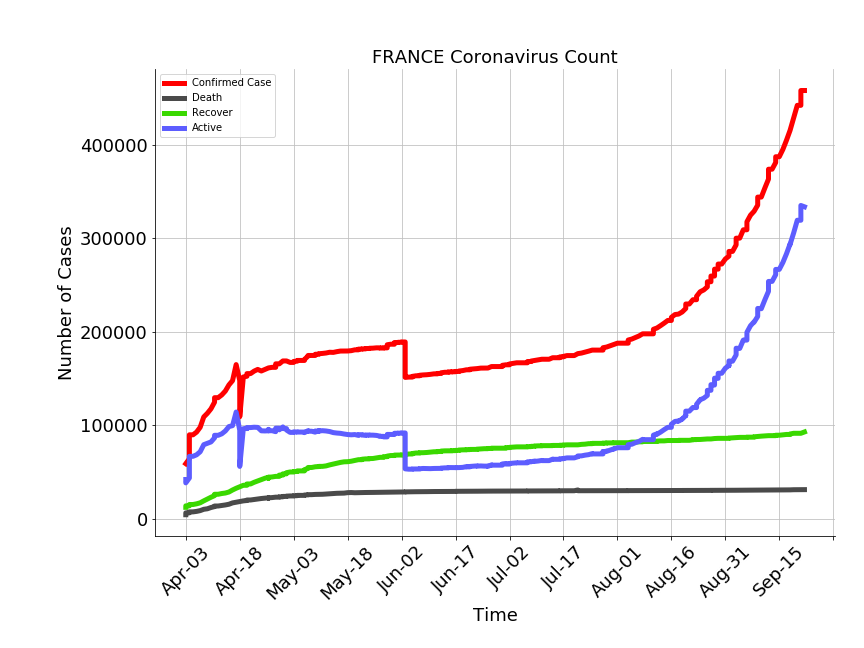 FRANCE Coronavirus Count
Confirmed Case
Death
Recover
Active
Number of Cases
400000
300000
200000
100000
0
Apr-03
Apr-18
May-03
May-18
Jun-02
Jun-17
Jul-02
Jul-17
Aug-01
Aug-16
Aug-31
Sep-15
Time